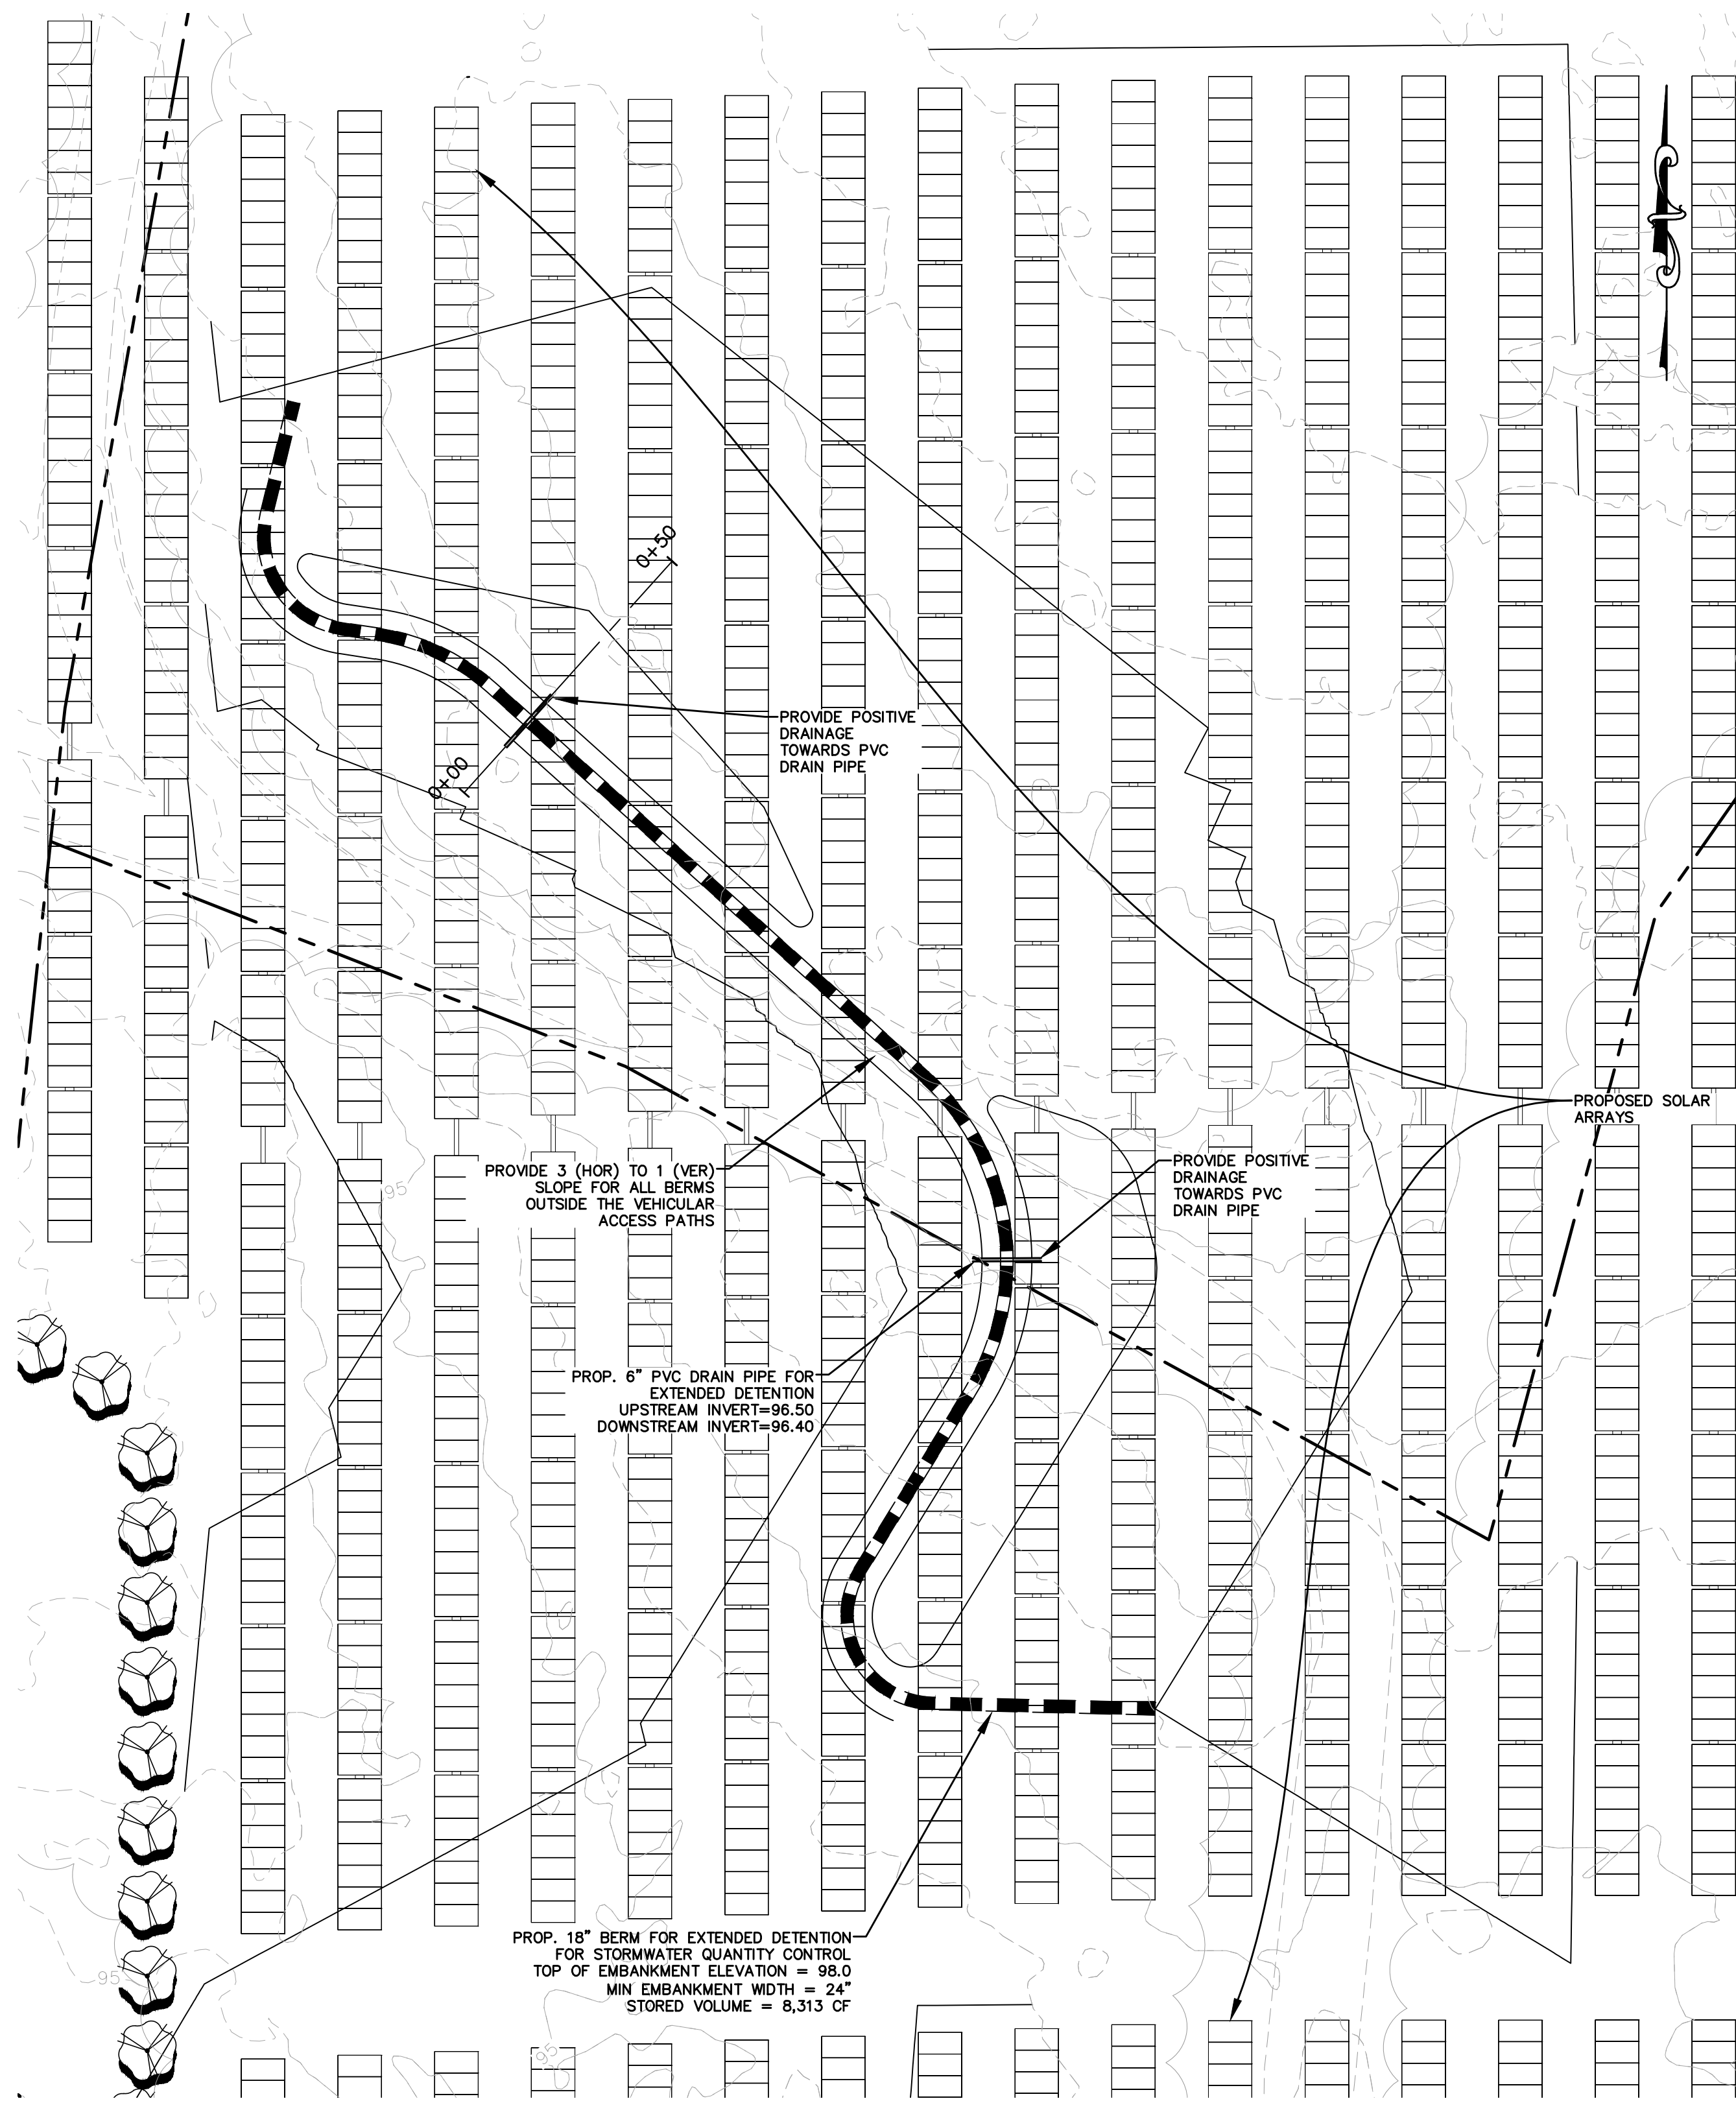 0+50
PROVIDE POSITIVE
DRAINAGE
TOWARDS PVC
DRAIN PIPE
0+00
PROPOSED SOLAR
ARRAYS
PROVIDE 3 (HOR) TO 1 (VER)
SLOPE FOR ALL BERMS
OUTSIDE THE VEHICULAR
ACCESS PATHS
PROVIDE POSITIVE
DRAINAGE
TOWARDS PVC
DRAIN PIPE
95
PROP. 6" PVC DRAIN PIPE FOR
EXTENDED DETENTION
UPSTREAM INVERT=96.50
DOWNSTREAM INVERT=96.40
PROP. 18" BERM FOR EXTENDED DETENTION
FOR STORMWATER QUANTITY CONTROL
TOP OF EMBANKMENT ELEVATION = 98.0
MIN EMBANKMENT WIDTH = 24"
STORED VOLUME = 8,313 CF
95
95